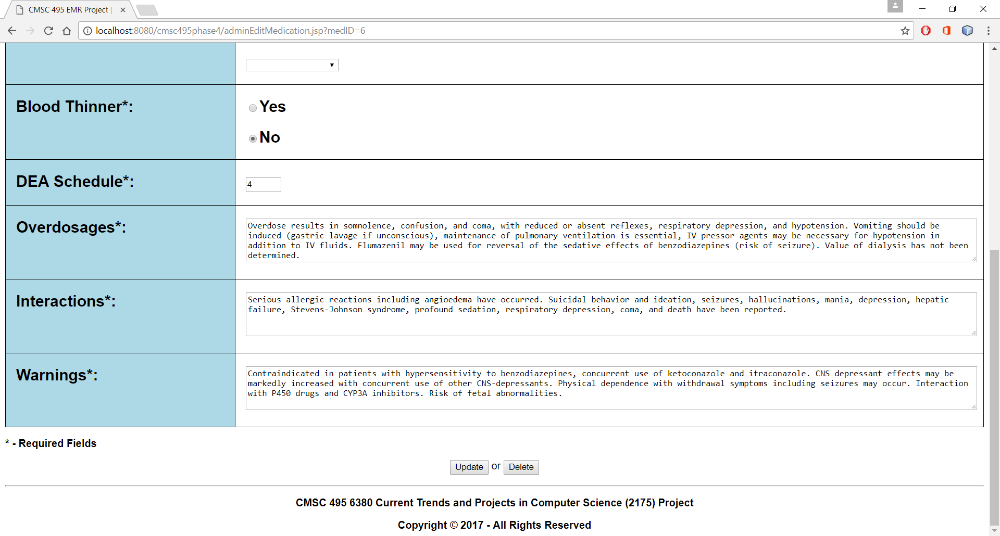 CMSC 495 EMR Project |
localhost:8080/cmsc495phase4/adminEditMedication.jsp?medID=6
Blood Thinner*:
Yes
No
DEA Schedule*:
4
Overdosages*:
Overdose results in somnolence, confusion, and coma, with reduced or absent reflexes, respiratory depression, and hypotension. Vomiting should be
induced (gastric lavage if unconscious), maintenance of pulmonary ventilation is essential, IV pressor agents may be necessary for hypotension in
addition to IV fluids. Flumazenil may be used for reversal of the sedative effects of benzodiazepines (risk of seizure). Value of dialysis has not been
determined.
Interactions*:
Serious allergic reactions including angioedema have occurred. Suicidal behavior and ideation, seizures, hallucinations, mania, depression, hepatic
failure, Stevens-Johnson syndrome, profound sedation, respiratory depression, coma, and death have been reported.
Warnings*:
Contraindicated in patients with hypersensitivity to benzodiazepines, concurrent use of ketoconazole and itraconazole. CNS depressant effects may be
markedly increased with concurrent use of other CNS-depressants. Physical dependence with withdrawal symptoms including seizures may occur. Interaction
with P450 drugs and CYP3A inhibitors. Risk of fetal abnormalities.
* - Required Fields
Update or Delete
CMSC 495 6380 Current Trends and Projects in Computer Science (2175) Project
Copyright © 2017 - All Rights Reserved